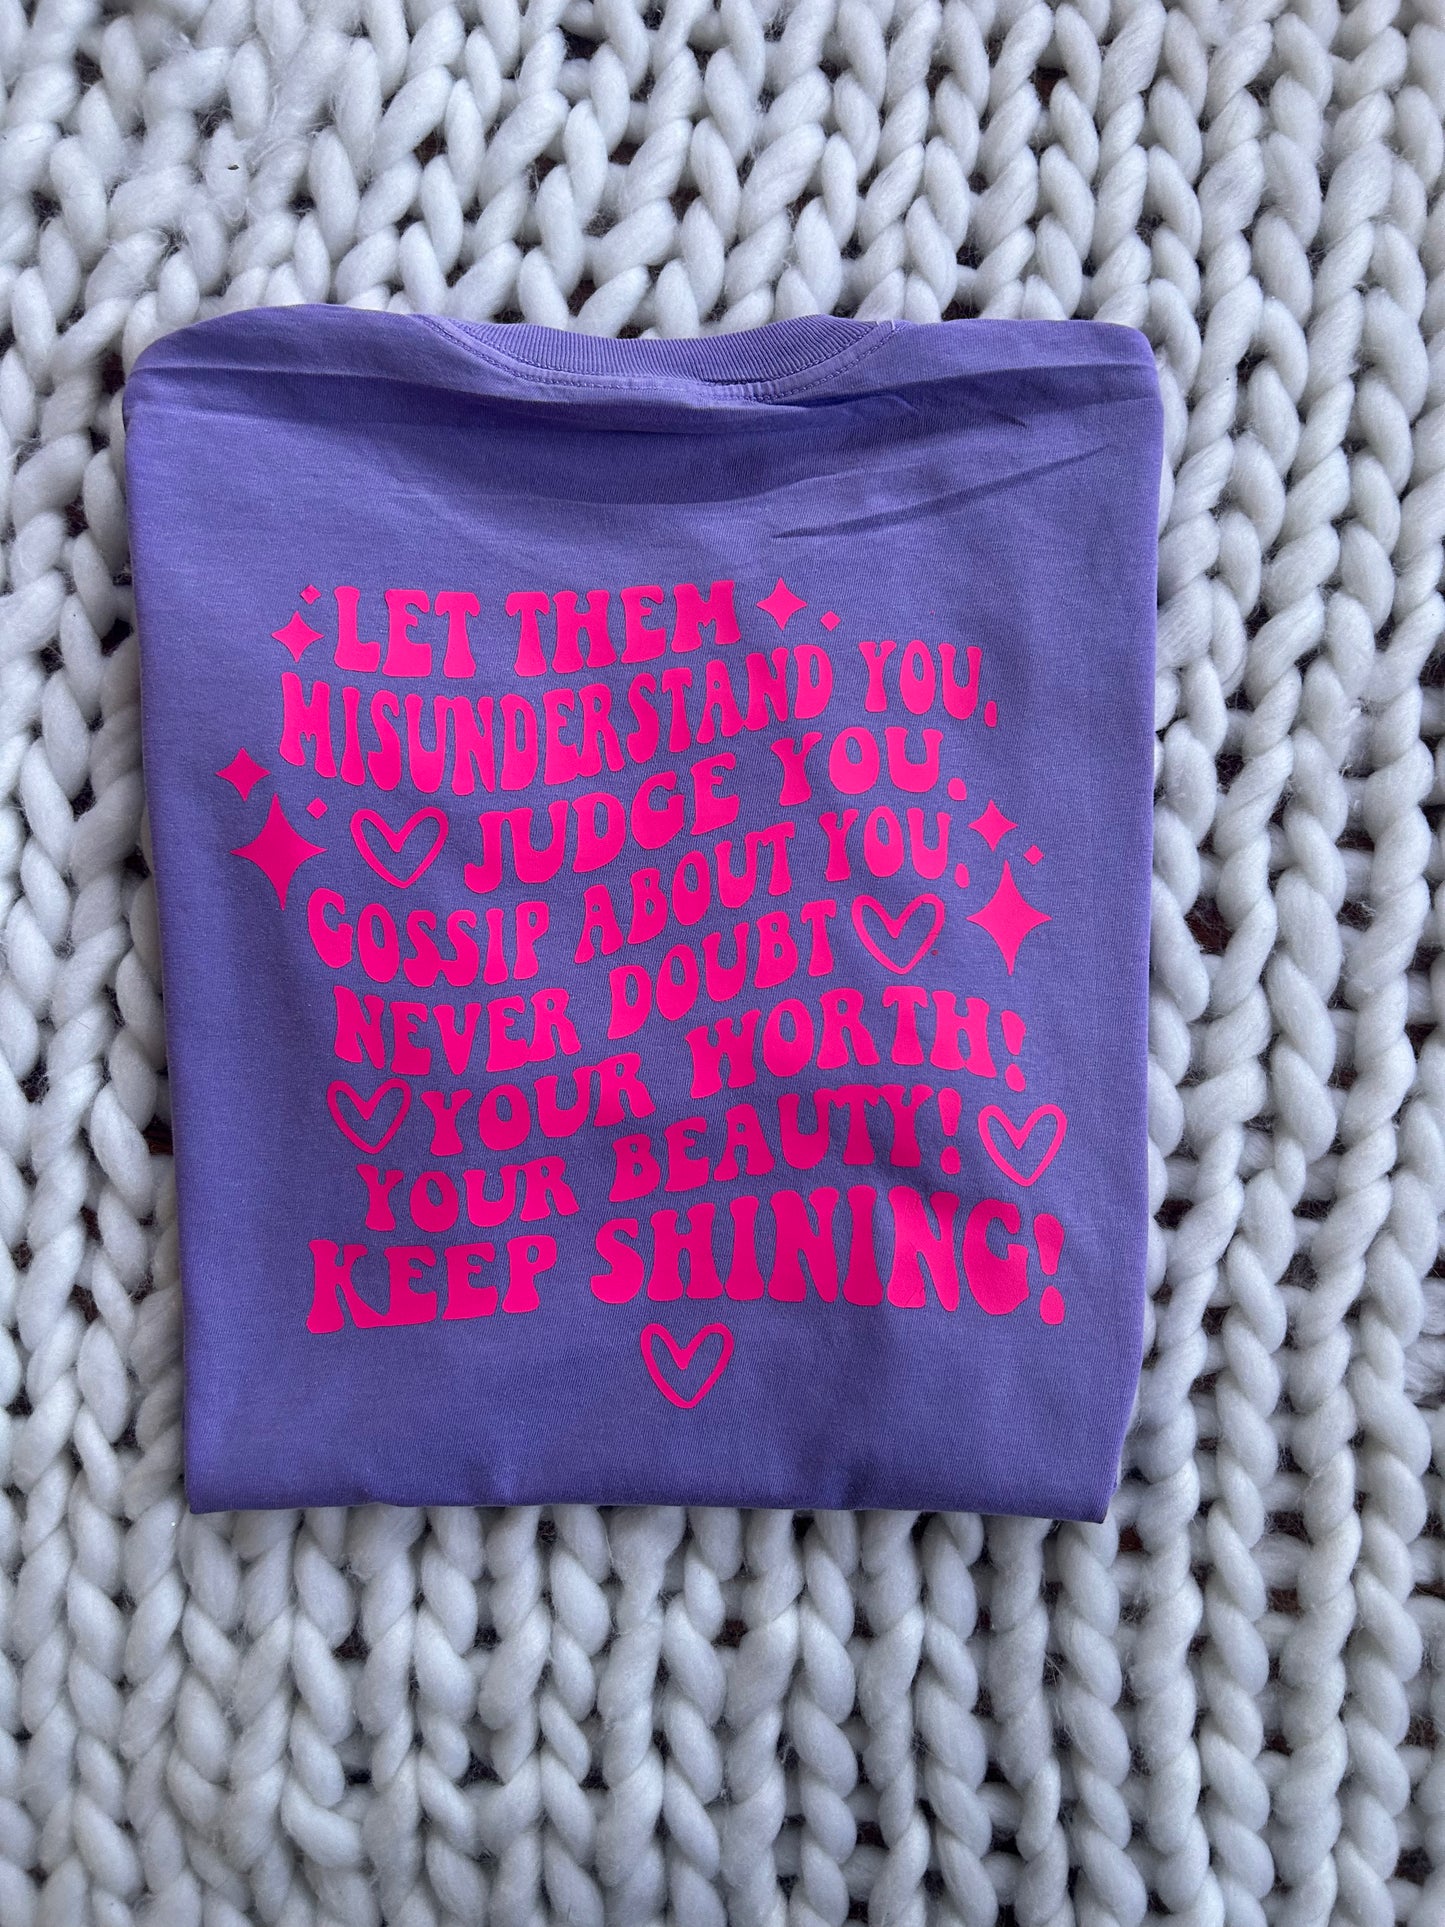 LET THEM
MISUNDERSTAND YOU.
JUDGE YOU.
GOSSIP ABOUT YOU.
NEVER DOUBT
YOUR WORTH!
YOUR BEAUTY!
KEEP SHINING!